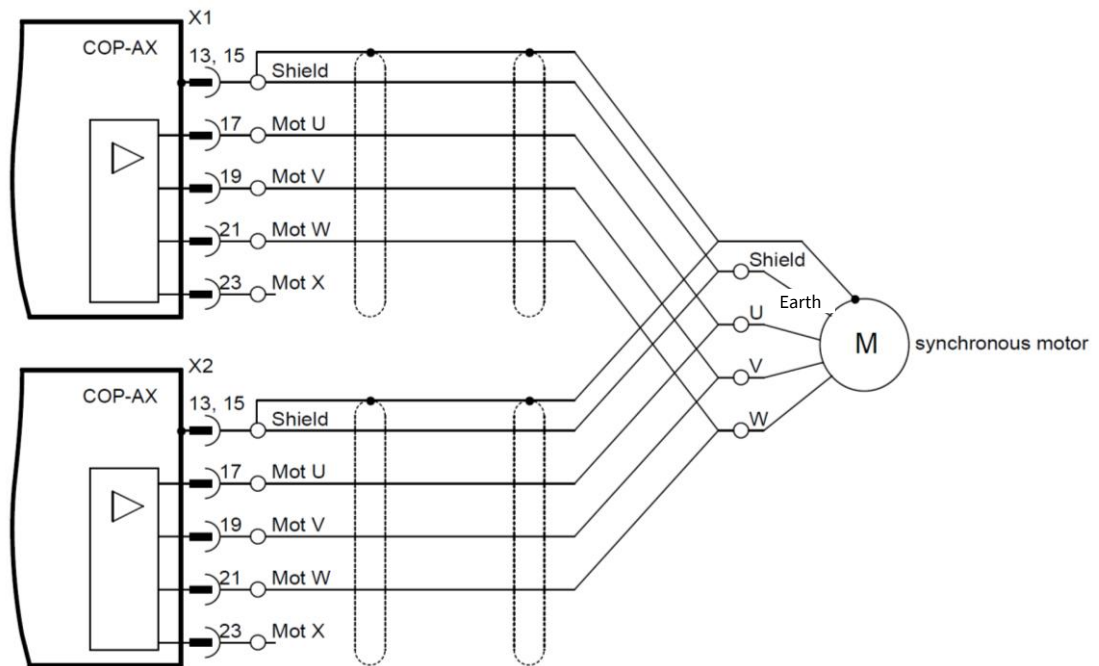 X1
COP-AX
13, 15
Shield
17
Mot U
19
Mot V
21
Mot W
23
Mot X
X2
COP-AX
13, 15
Shield
17
Mot U
19
Mot V
21
Mot W
23
Mot X
Shield
Earth
U
V
W
M
synchronous motor